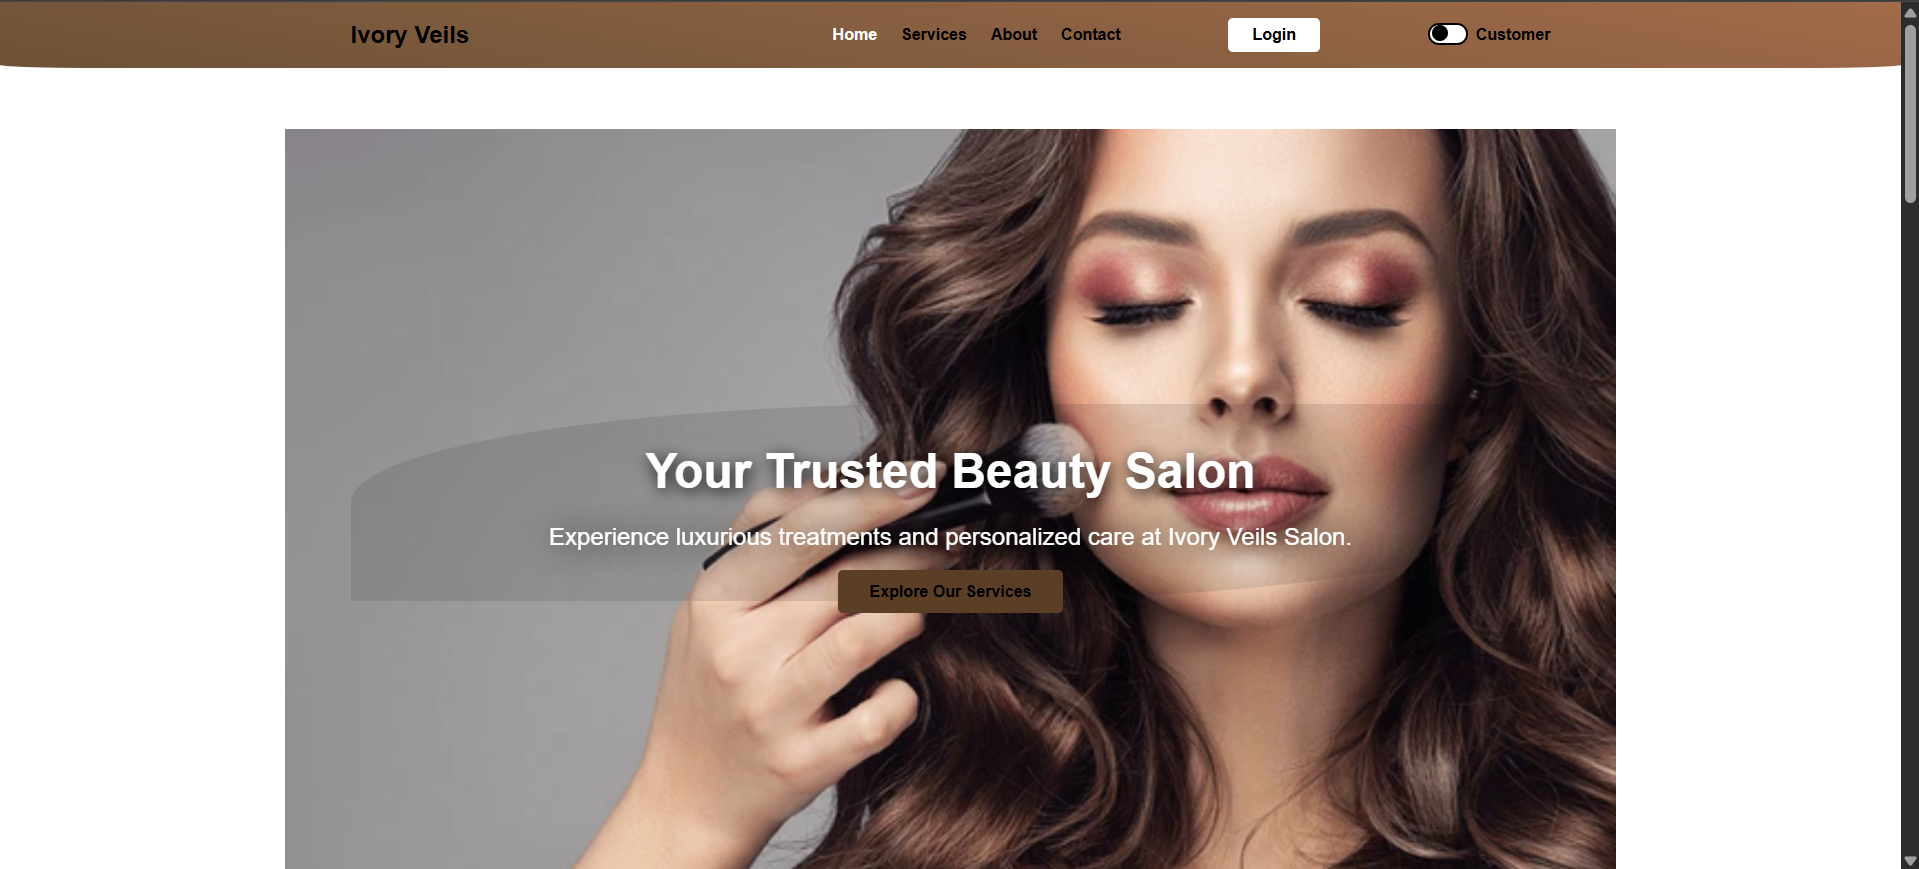 Ivory Veils
Home Services About Contact
Login
Customer
Your Trusted Beauty Salon
Experience luxurious treatments and personalized care at Ivory Veils Salon.
Explore Our Services